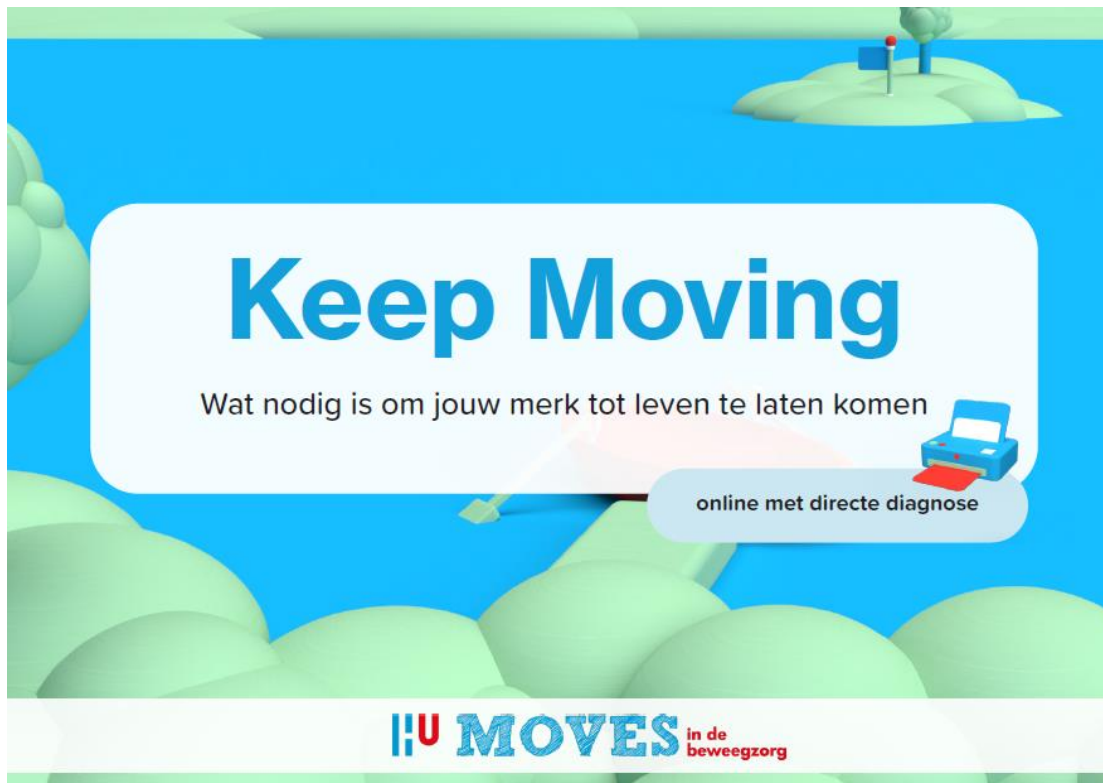 Keep Moving
Wat nodig is om jouw merk tot leven te laten komen
online met directe diagnose
HU MOVES in de
beweegzorg